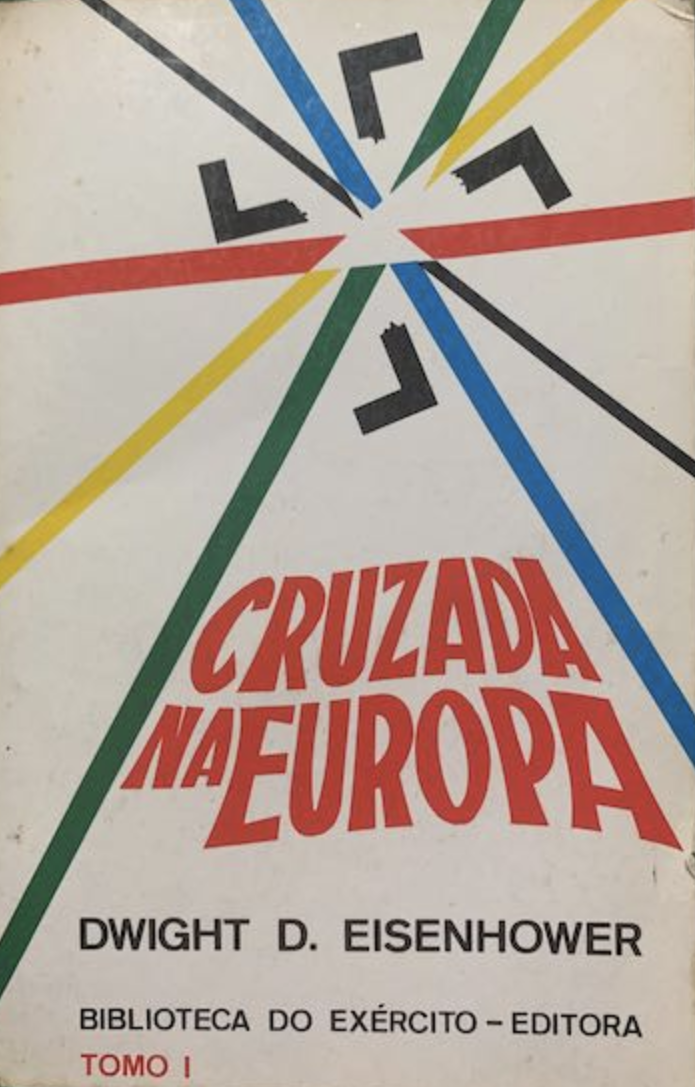 CRUZADA
NA EUROPA
DWIGHT D. EISENHOWER
BIBLIOTECA DO EXÉRCITO – EDITORA
TOMO I